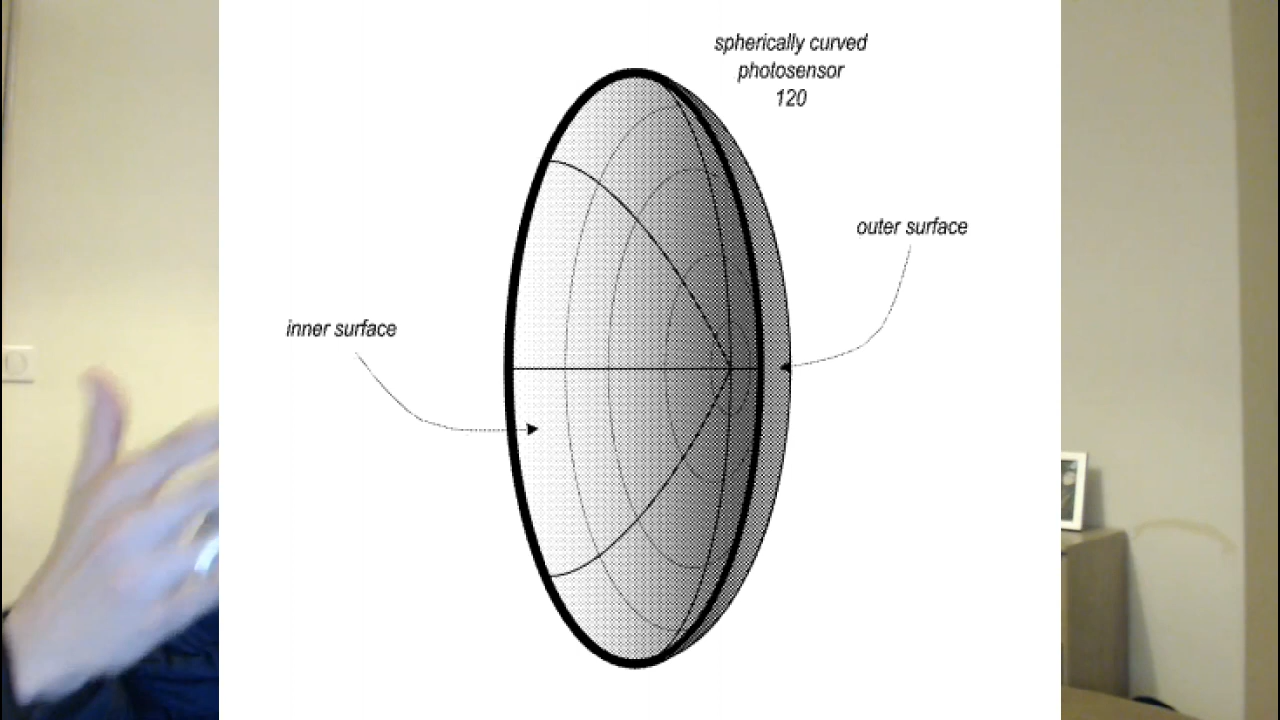 spherically curved
photosensor
120
outer surface
inner surface